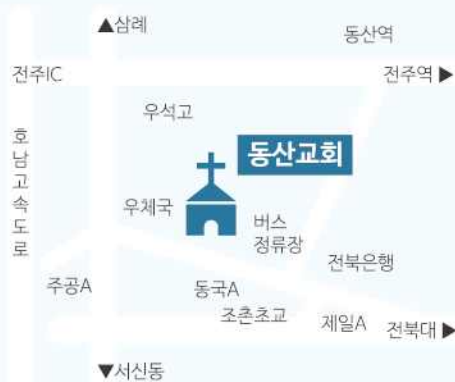 ▲삼례
동산역
전주IC
전주역 ▶
우석고
호남고속도로
동산교회
우체국
버스
정류장
전북은행
주공A
동국A
조촌초교
제일A
전북대 ▶
▼서신동